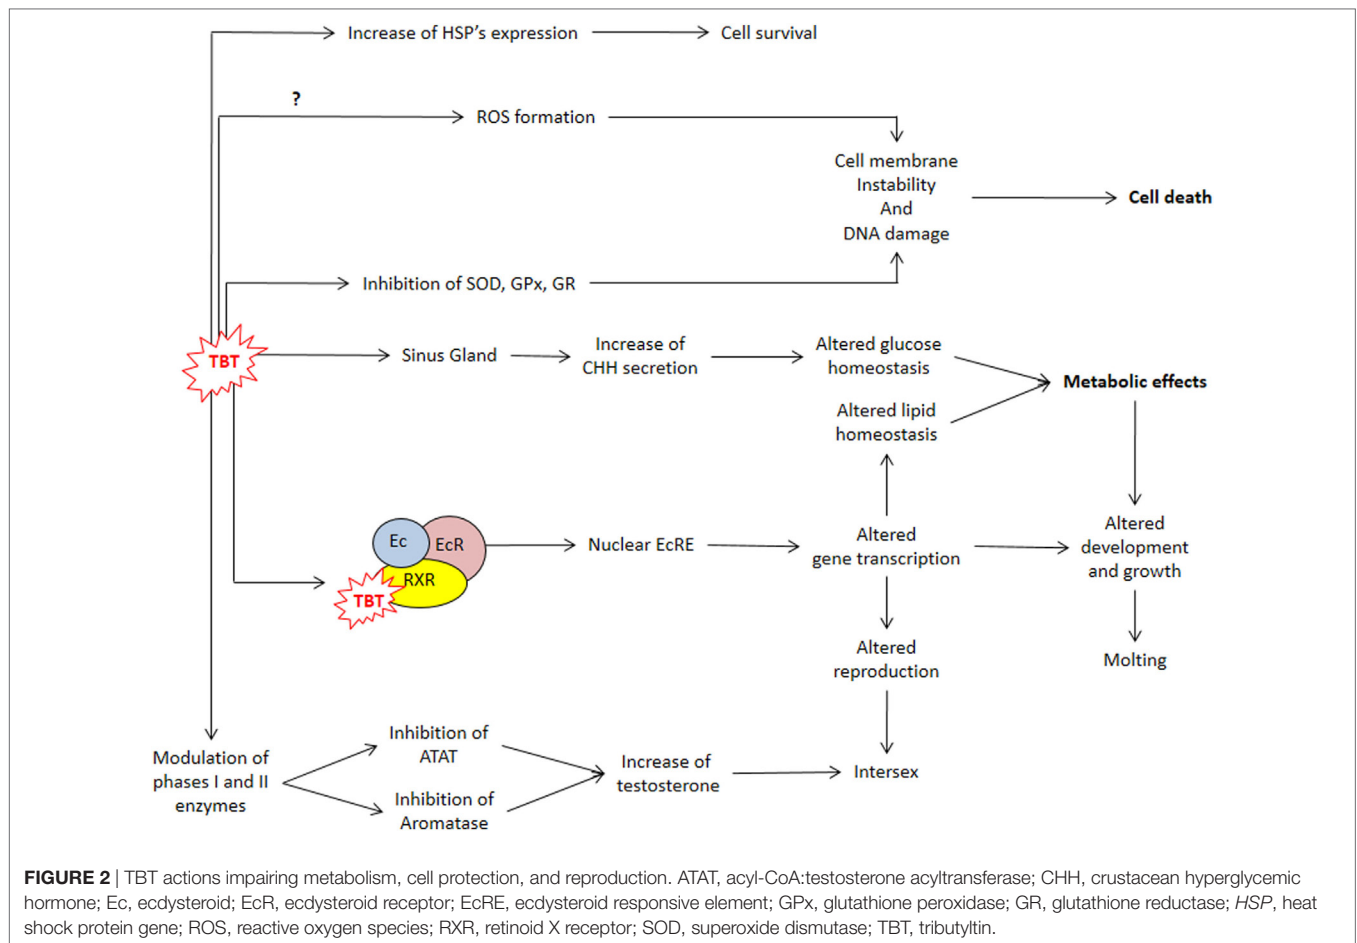 Increase of HSP's expression
Cell survival
?
ROS formation
Cell membrane
Instability
And
DNA damage
Cell death
Inhibition of SOD, GPx, GR
TBT
Sinus Gland
Increase of
CHH secretion
Altered glucose
homeostasis
Metabolic effects
Altered lipid
homeostasis
Ec
EcR
RXR
TBT
Nuclear EcRE
Altered
gene transcription
Altered
development
and growth
Altered
reproduction
Molting
Modulation of
phases I and II
enzymes
Inhibition of
ATAT
Inhibition of
Aromatase
Increase of
testosterone
Intersex
FIGURE 2 | TBT actions impairing metabolism, cell protection, and reproduction. ATAT, acyl-CoA:testosterone acyltransferase; CHH, crustacean hyperglycemic
hormone; Ec, ecdysteroid; EcR, ecdysteroid receptor; EcRE, ecdysteroid responsive element; GPx, glutathione peroxidase; GR, glutathione reductase; HSP, heat
shock protein gene; ROS, reactive oxygen species; RXR, retinoid X receptor; SOD, superoxide dismutase; TBT, tributyltin.